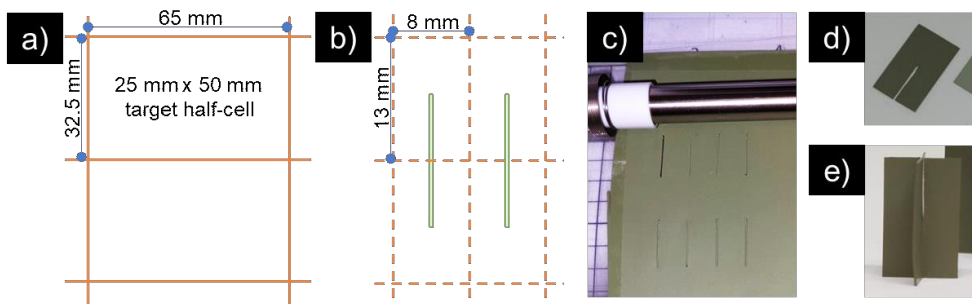 a)
65 mm
32.5 mm
25 mm x 50 mm
target half-cell
b)
8 mm
13 mm
c)
d)
e)